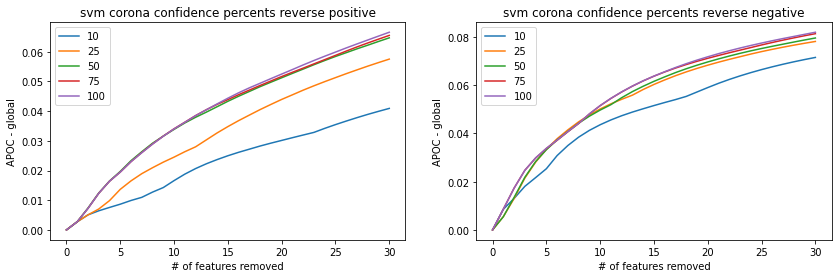 svm corona confidence percents reverse positive
10
25
50
75
100
APOC - global
0.06
0.05
0.04
0.03
0.02
0.01
0.00
0 5 10 15 20 25 30
# of features removed
svm corona confidence percents reverse negative
10
25
50
75
100
APOC - global
0.08
0.06
0.04
0.02
0.00
0 5 10 15 20 25 30
# of features removed